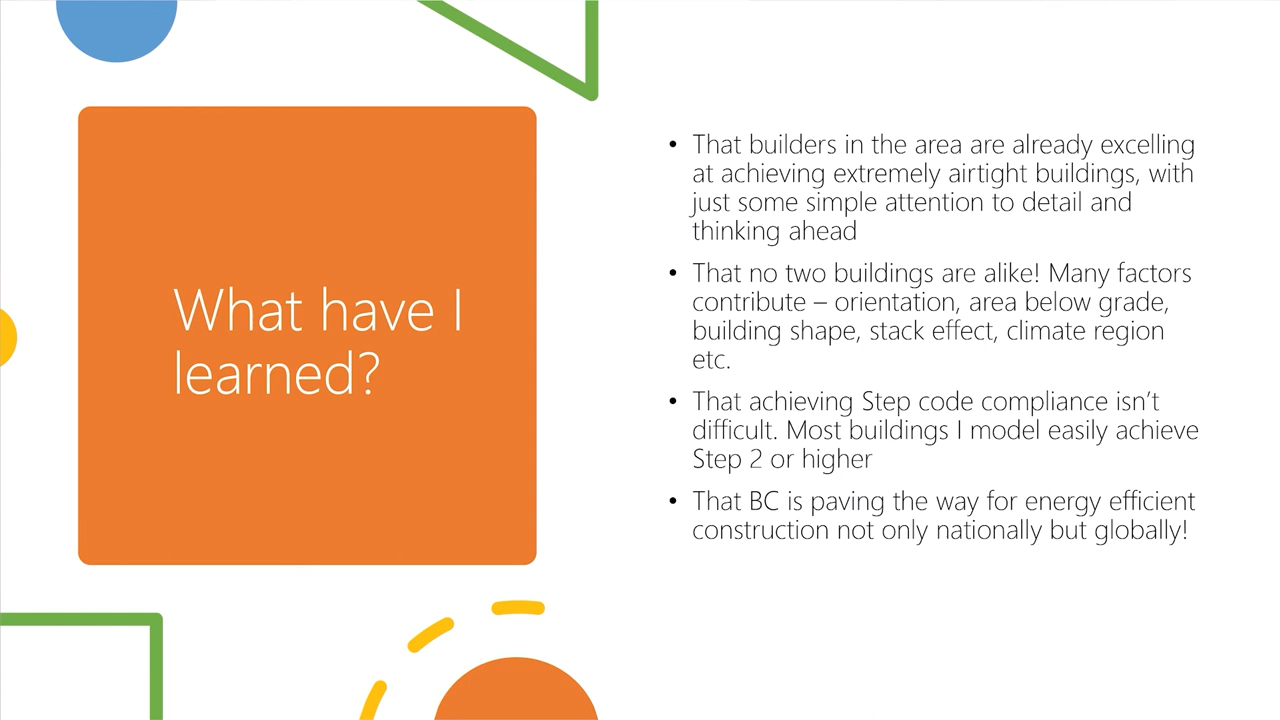 What have I
learned?
• That builders in the area are already excelling
at achieving extremely airtight buildings, with
just some simple attention to detail and
thinking ahead
• That no two buildings are alike! Many factors
contribute – orientation, area below grade,
building shape, stack effect, climate region
etc.
• That achieving Step code compliance isn’t
difficult. Most buildings I model easily achieve
Step 2 or higher
• That BC is paving the way for energy efficient
construction not only nationally but globally!